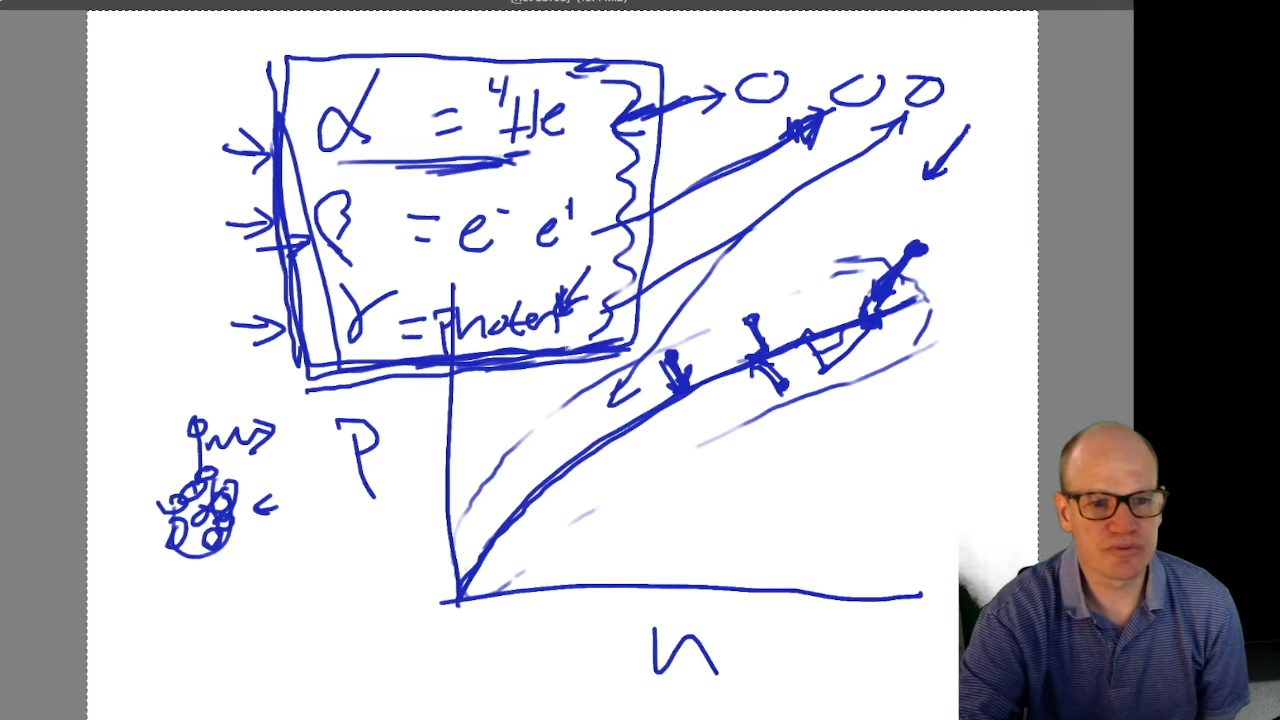 α = ⁴He
β = e⁻ e⁺
γ = Photon
P
n